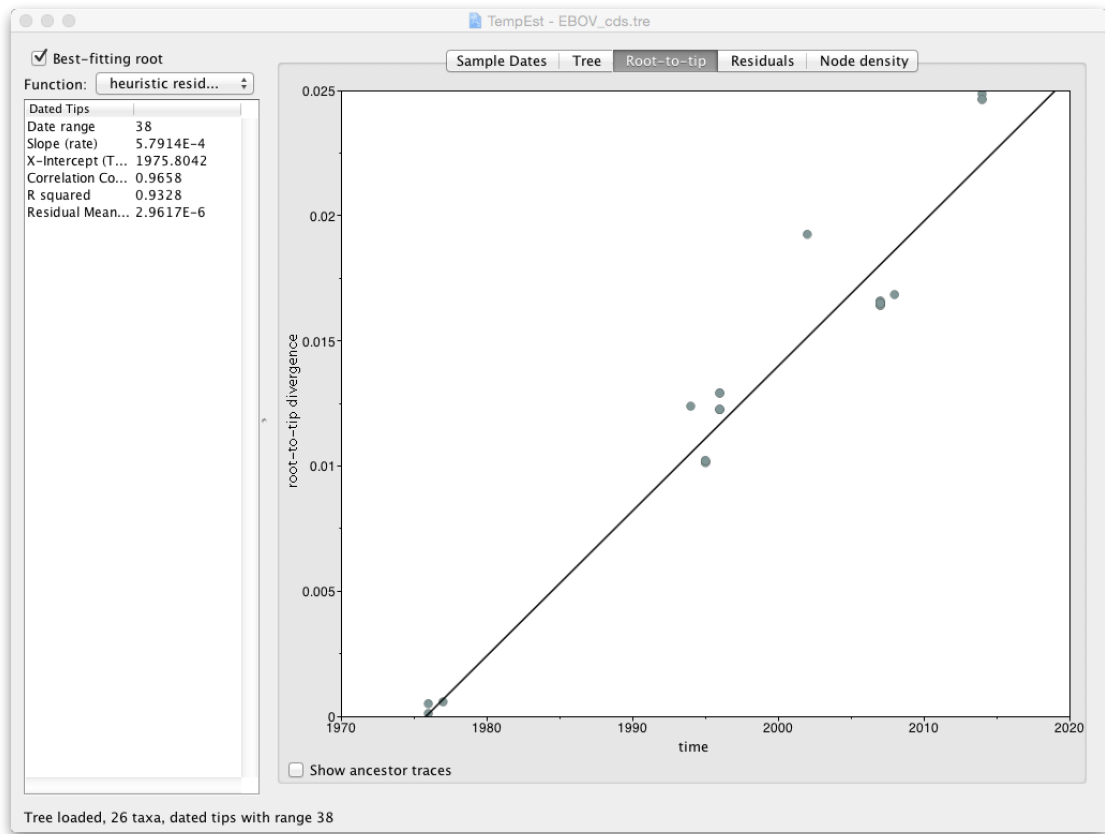 TempEst - EBOV_cds.tre
Best-fitting root
Function: heuristic resid...
Dated Tips
Date range 38
Slope (rate) 5.7914E-4
X-Intercept (T... 1975.8042
Correlation Co... 0.9658
R squared 0.9328
Residual Mean... 2.9617E-6
Sample Dates Tree Root-to-tip Residuals Node density
0.025
0.02
0.015
0.01
0.005
0
root-to-tip divergence
1970 1980 1990 2000 2010 2020
time
Show ancestor traces
Tree loaded, 26 taxa, dated tips with range 38